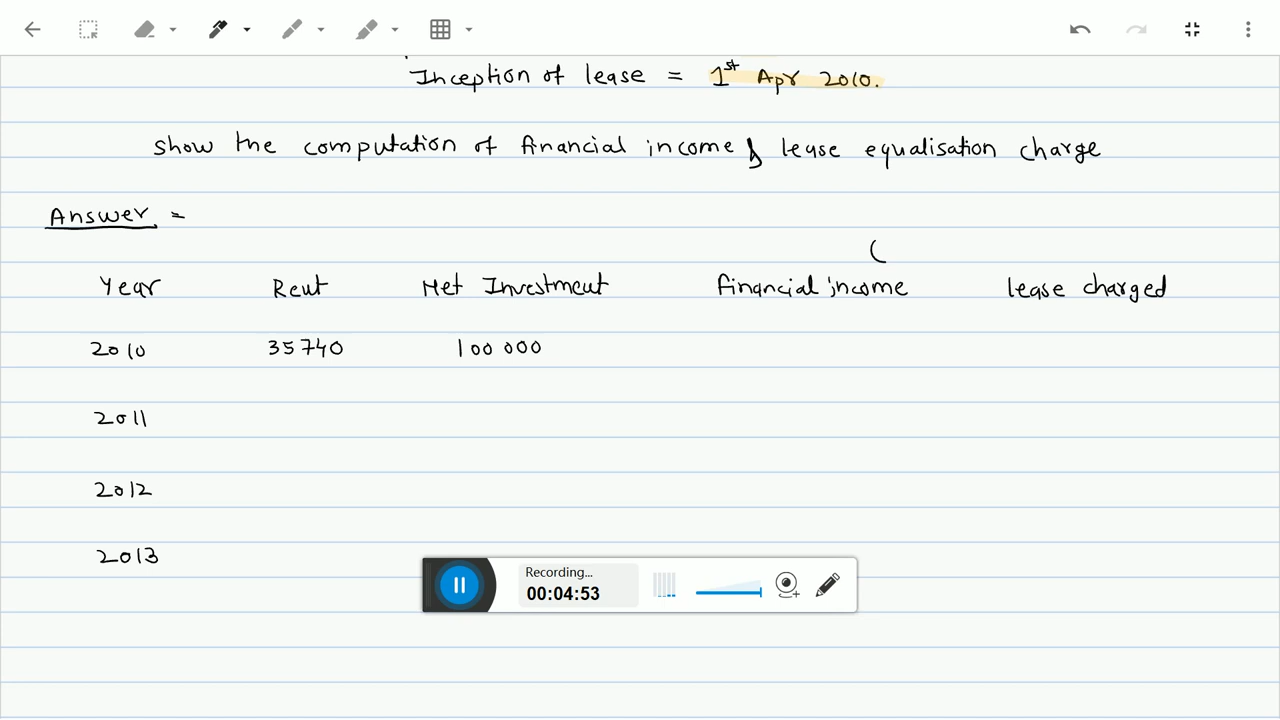 Inception of lease = 1st Apr 2010.
show the computation of financial income & lease equalisation charge
Answer =
(
Year Rent Net Investment financial income lease charged
2010 35740 100 000
2011
2012
2013
Recording...
00:04:53